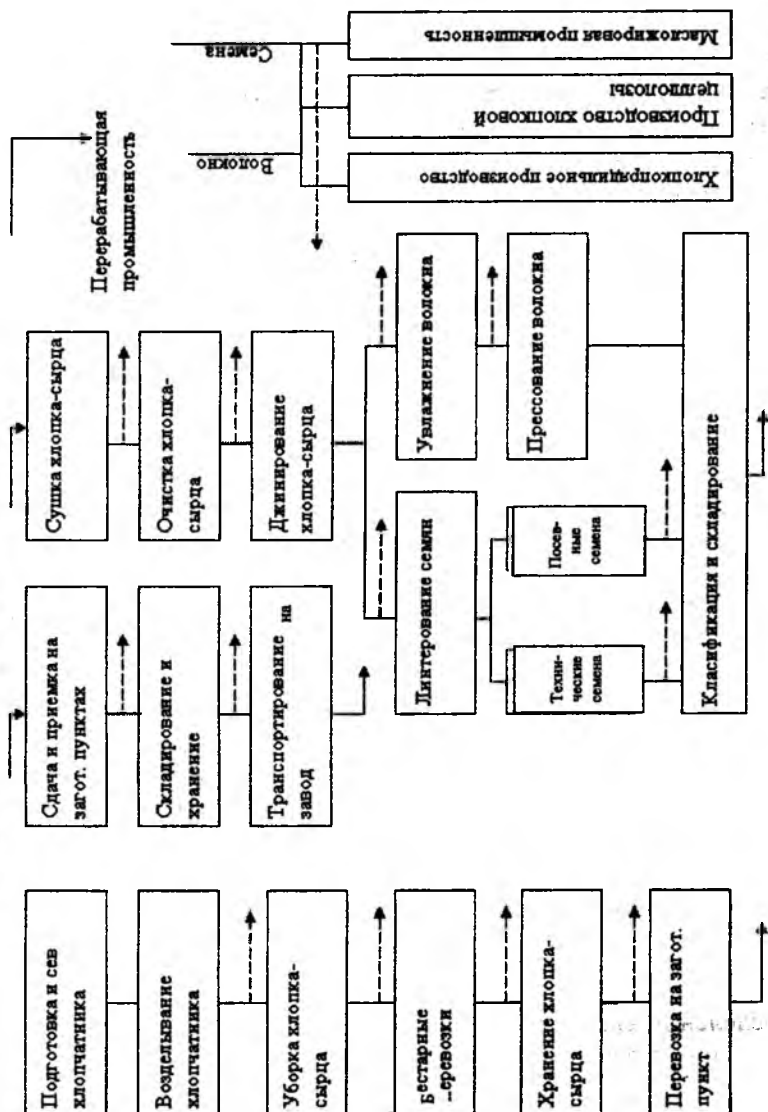 Подготовка и сев
хлопчатника
Возделывание
хлопчатника
Уборка хлопка-
сырца
Бестарные
еревозки
Хранение хлопка-
сырца
Перевозка на загот.
пункт
Сдача и приемка на
загот. пунктах
Складирование и
хранение
Транспортирование на
завод
Сушка хлопка-сырца
Очистка хлопка-
сырца
Джинирование
хлопка-сырца
Линтерование семян
Увлажнение волокна
Прессование волокна
Техни-
ческие
семена
Посев-
ные
семена
Класификация и складирование
Перерабатывающая
промышленность
Волокно
Семена
Хлопкопрядильное производство
Производство хлопковой
целлюлозы
Масложировая промышленность